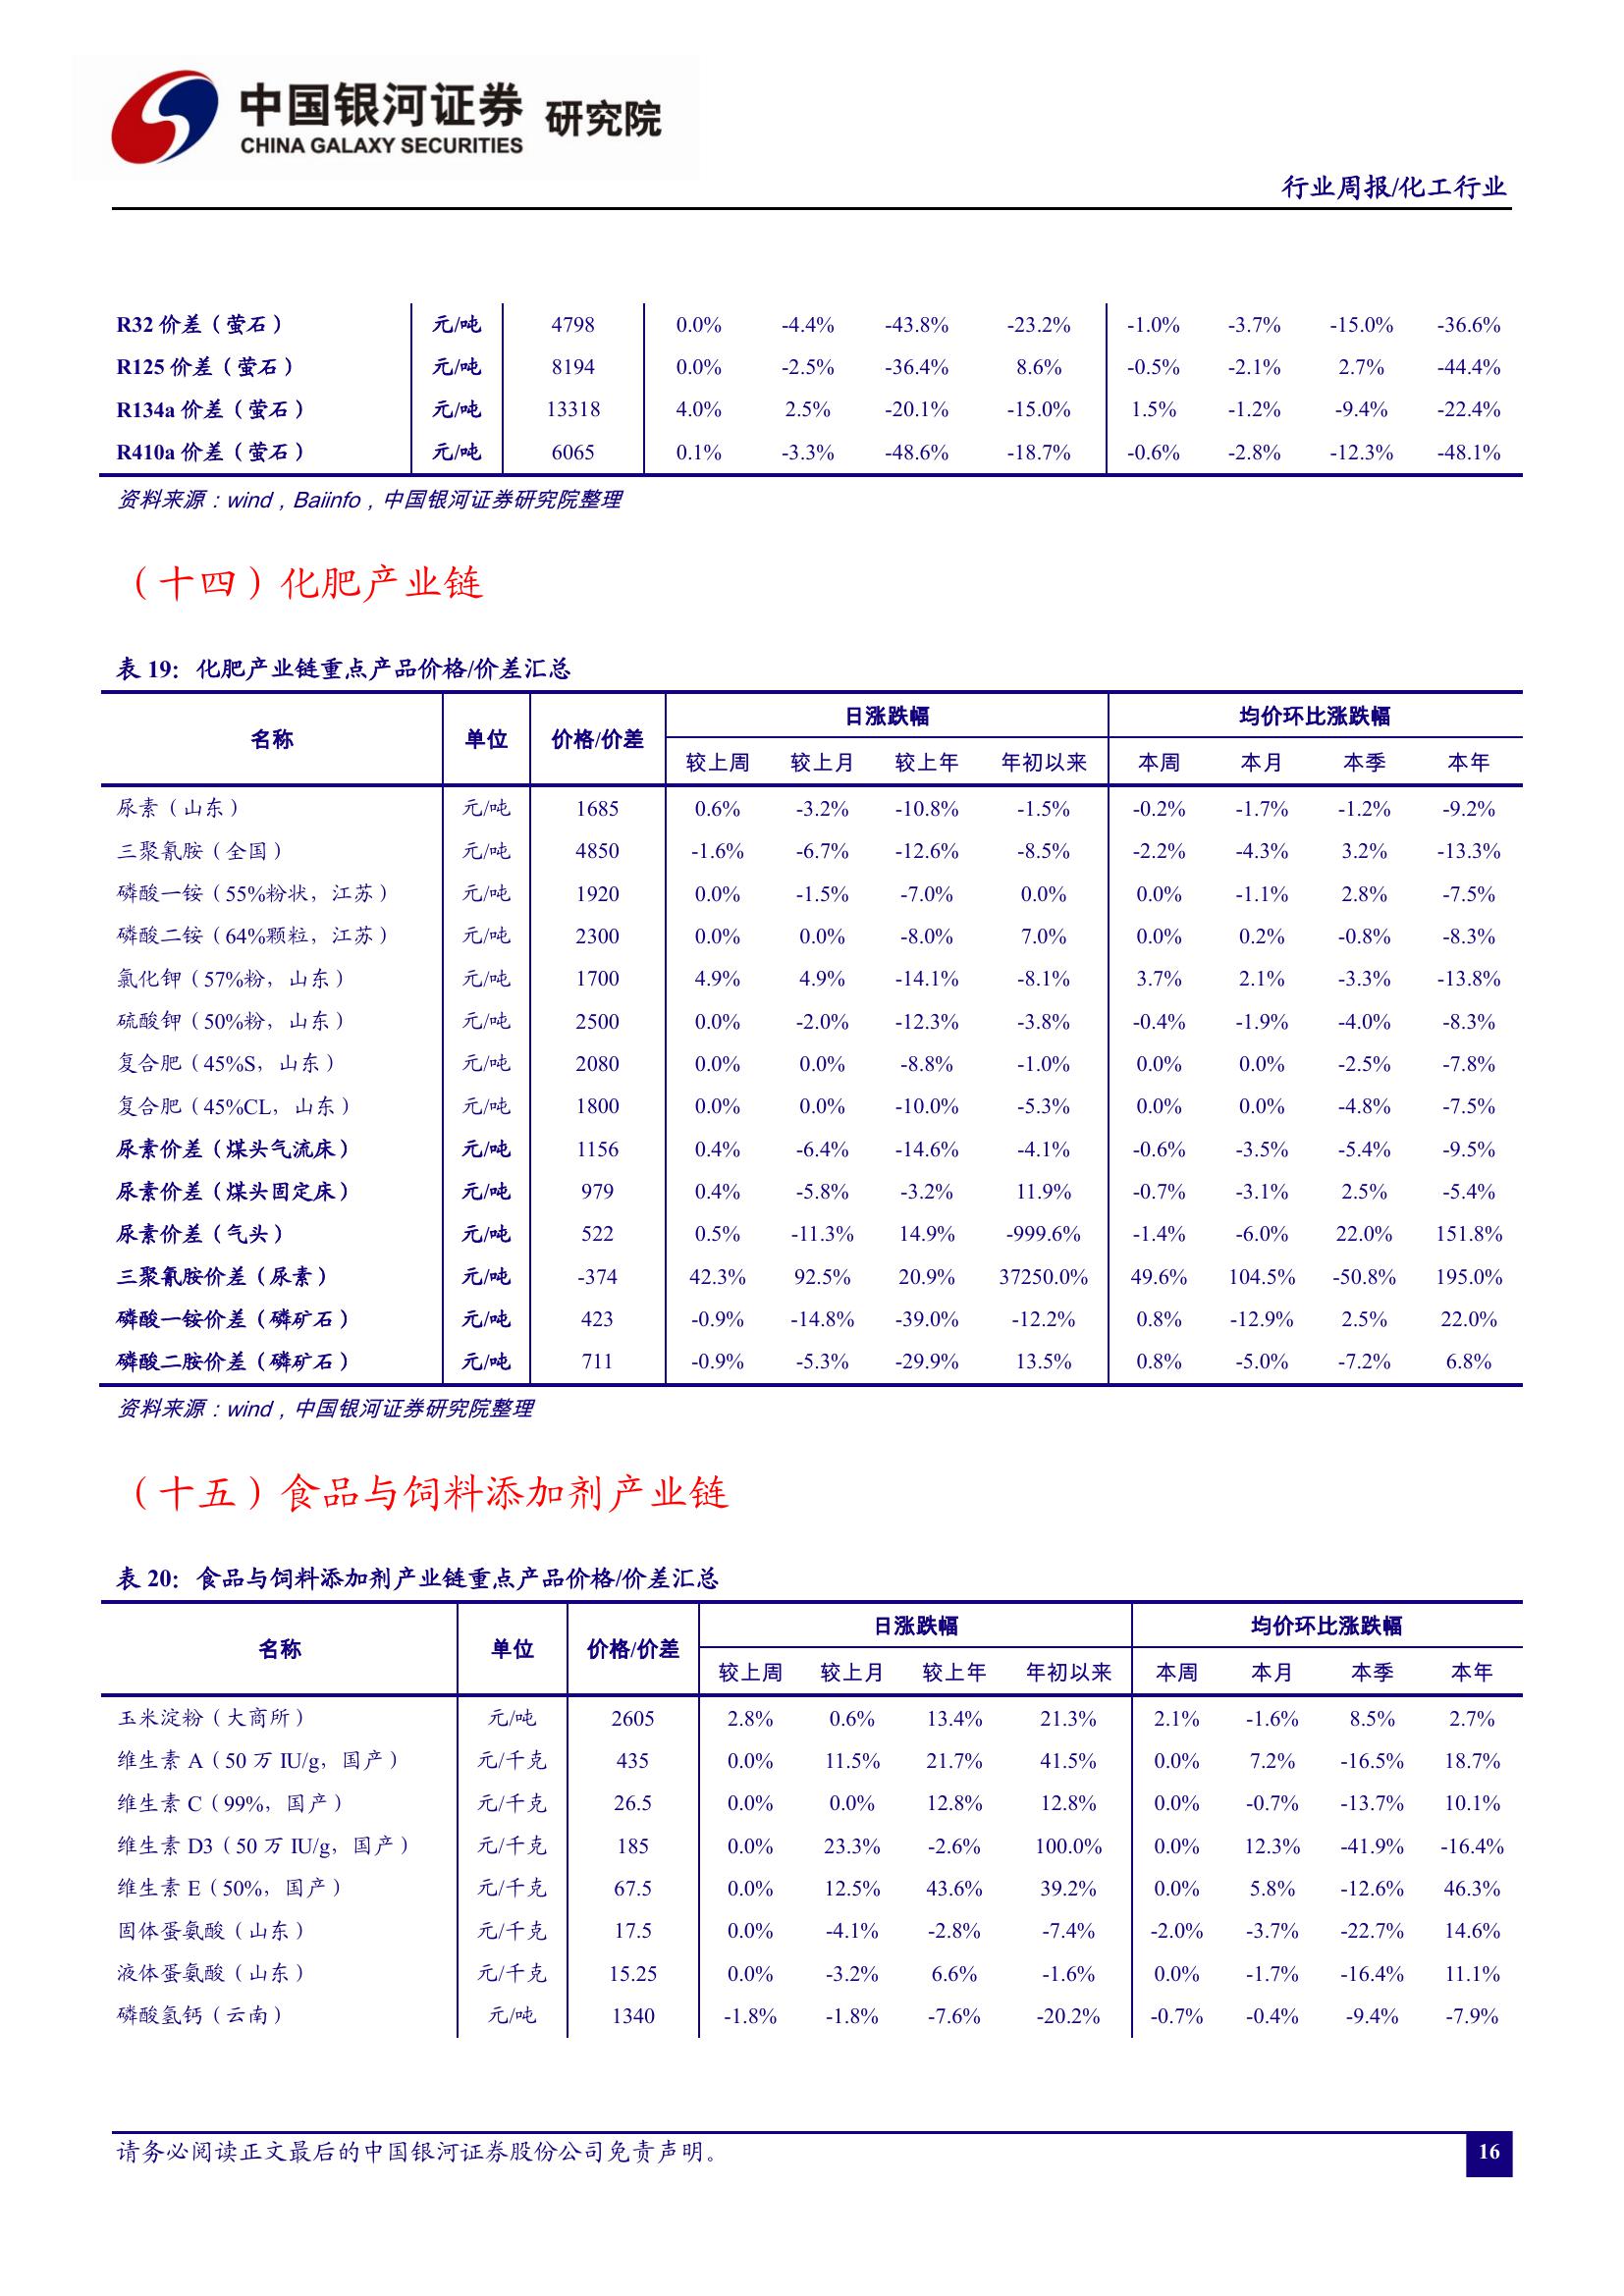 中国银河证券 研究院
CHINA GALAXY SECURITIES
行业周报/化工行业
R32 价差（萤石） 元/吨 4798 0.0% -4.4% -43.8% -23.2% -1.0% -3.7% -15.0% -36.6%
R125 价差（萤石） 元/吨 8194 0.0% -2.5% -36.4% 8.6% -0.5% -2.1% 2.7% -44.4%
R134a 价差（萤石） 元/吨 13318 4.0% 2.5% -20.1% -15.0% 1.5% -1.2% -9.4% -22.4%
R410a 价差（萤石） 元/吨 6065 0.1% -3.3% -48.6% -18.7% -0.6% -2.8% -12.3% -48.1%
资料来源：wind，Baiinfo，中国银河证券研究院整理
（十四）化肥产业链
表 19：化肥产业链重点产品价格/价差汇总
名称 单位 价格/价差 日涨跌幅 均价环比涨跌幅
较上周 较上月 较上年 年初以来 本周 本月 本季 本年
尿素（山东） 元/吨 1685 0.6% -3.2% -10.8% -1.5% -0.2% -1.7% -1.2% -9.2%
三聚氰胺（全国） 元/吨 4850 -1.6% -6.7% -12.6% -8.5% -2.2% -4.3% 3.2% -13.3%
磷酸一铵（55%粉状，江苏） 元/吨 1920 0.0% -1.5% -7.0% 0.0% 0.0% -1.1% 2.8% -7.5%
磷酸二铵（64%颗粒，江苏） 元/吨 2300 0.0% 0.0% -8.0% 7.0% 0.0% 0.2% -0.8% -8.3%
氯化钾（57%粉，山东） 元/吨 1700 4.9% 4.9% -14.1% -8.1% 3.7% 2.1% -3.3% -13.8%
硫酸钾（50%粉，山东） 元/吨 2500 0.0% -2.0% -12.3% -3.8% -0.4% -1.9% -4.0% -8.3%
复合肥（45%S，山东） 元/吨 2080 0.0% 0.0% -8.8% -1.0% 0.0% 0.0% -2.5% -7.8%
复合肥（45%CL，山东） 元/吨 1800 0.0% 0.0% -10.0% -5.3% 0.0% 0.0% -4.8% -7.5%
尿素价差（煤头气流床） 元/吨 1156 0.4% -6.4% -14.6% -4.1% -0.6% -3.5% -5.4% -9.5%
尿素价差（煤头固定床） 元/吨 979 0.4% -5.8% -3.2% 11.9% -0.7% -3.1% 2.5% -5.4%
尿素价差（气头） 元/吨 522 0.5% -11.3% 14.9% -999.6% -1.4% -6.0% 22.0% 151.8%
三聚氰胺价差（尿素） 元/吨 -374 42.3% 92.5% 20.9% 37250.0% 49.6% 104.5% -50.8% 195.0%
磷酸一铵价差（磷矿石） 元/吨 423 -0.9% -14.8% -39.0% -12.2% 0.8% -12.9% 2.5% 22.0%
磷酸二胺价差（磷矿石） 元/吨 711 -0.9% -5.3% -29.9% 13.5% 0.8% -5.0% -7.2% 6.8%
资料来源：wind，中国银河证券研究院整理
（十五）食品与饲料添加剂产业链
表 20：食品与饲料添加剂产业链重点产品价格/价差汇总
名称 单位 价格/价差 日涨跌幅 均价环比涨跌幅
较上周 较上月 较上年 年初以来 本周 本月 本季 本年
玉米淀粉（大商所） 元/吨 2605 2.8% 0.6% 13.4% 21.3% 2.1% -1.6% 8.5% 2.7%
维生素 A（50 万 IU/g，国产） 元/千克 435 0.0% 11.5% 21.7% 41.5% 0.0% 7.2% -16.5% 18.7%
维生素 C（99%，国产） 元/千克 26.5 0.0% 0.0% 12.8% 12.8% 0.0% -0.7% -13.7% 10.1%
维生素 D3（50 万 IU/g，国产） 元/千克 185 0.0% 23.3% -2.6% 100.0% 0.0% 12.3% -41.9% -16.4%
维生素 E（50%，国产） 元/千克 67.5 0.0% 12.5% 43.6% 39.2% 0.0% 5.8% -12.6% 46.3%
固体蛋氨酸（山东） 元/千克 17.5 0.0% -4.1% -2.8% -7.4% -2.0% -3.7% -22.7% 14.6%
液体蛋氨酸（山东） 元/千克 15.25 0.0% -3.2% 6.6% -1.6% 0.0% -1.7% -16.4% 11.1%
磷酸氢钙（云南） 元/吨 1340 -1.8% -1.8% -7.6% -20.2% -0.7% -0.4% -9.4% -7.9%
请务必阅读正文最后的中国银河证券股份公司免责声明。
16